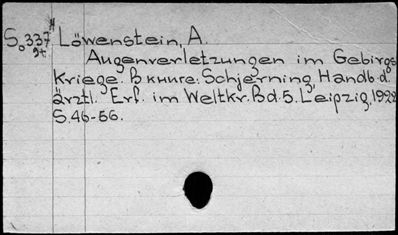 S.337 Löwenstein, A.
Augenverletzungen im Gebirgs
Kriege. В книге: Schjerning Handb. d.
ärztl. Erf. im Weltkr. Bd. 5. Leipzig, 1922
S. 46-56.